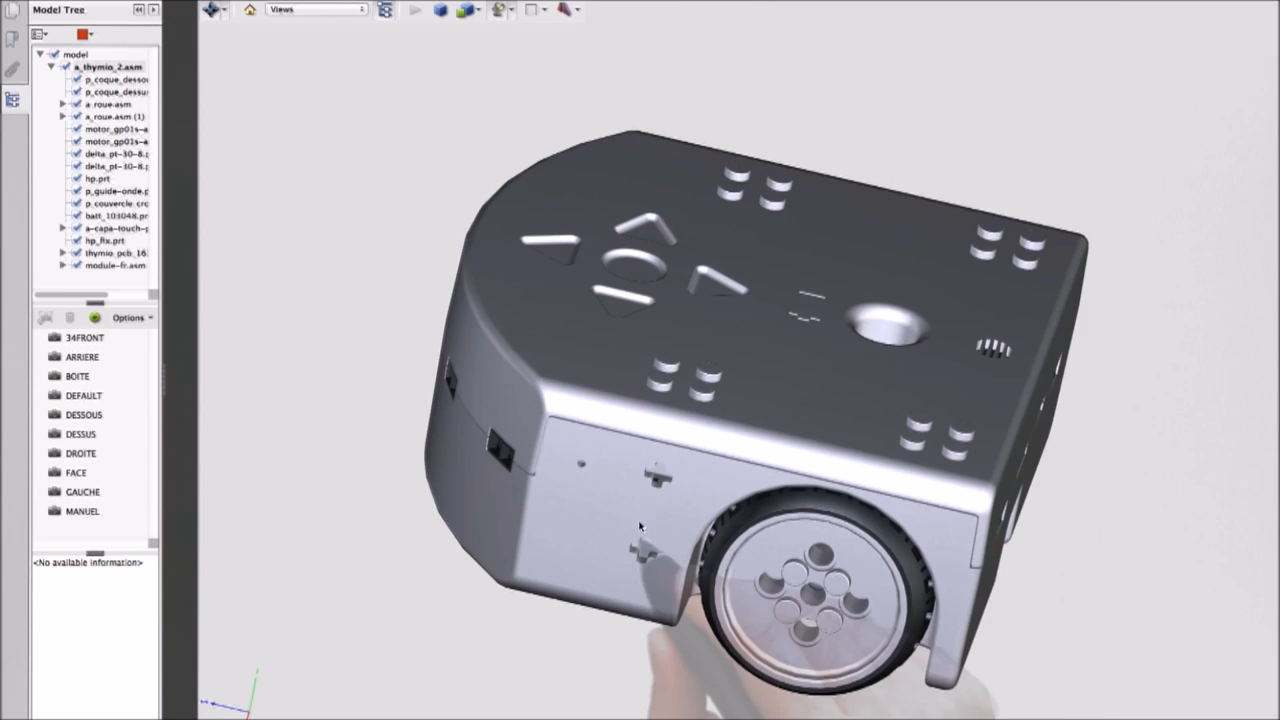 Model Tree
Views
model
a_thymio_2.asm
p_coque_dessou
p_coque_dessus
a_roue.asm
a_roue.asm (1)
motor_gp01s-a
motor_gp01s-a
delta_pt-30-8.p
delta_pt-30-8.p
hp.prt
p_guide-onde.p
p_couvercle_cro
batt_103048.pr
a-capa-touch-p
hp_fix.prt
thymio_pcb_16
module-fr.asm
Options
34FRONT
ARRIERE
BOITE
DEFAULT
DESSOUS
DESSUS
DROITE
FACE
GAUCHE
MANUEL
<No available information>